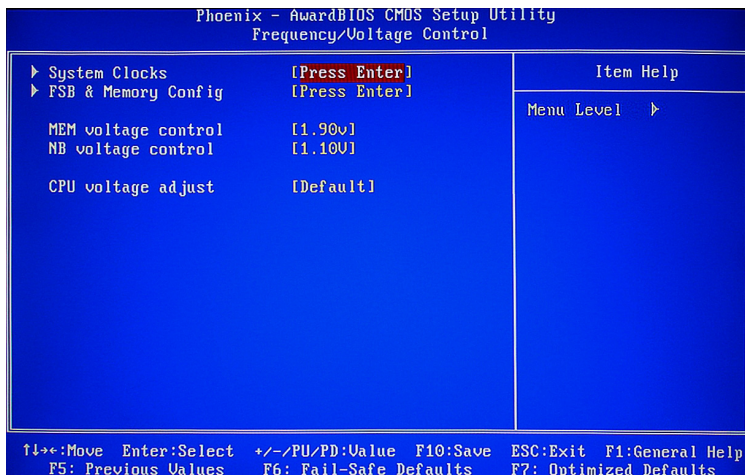 Phoenix - AwardBIOS CMOS Setup Utility
Frequency/Voltage Control
System Clocks [Press Enter]
FSB & Memory Config [Press Enter]
MEM voltage control [1.90v]
NB voltage control [1.10V]
CPU voltage adjust [Default]
Item Help
Menu Level
↑↓→←:Move Enter:Select +/-/PU/PD:Value F10:Save ESC:Exit F1:General Help
F5: Previous Values F6: Fail-Safe Defaults F7: Optimized Defaults